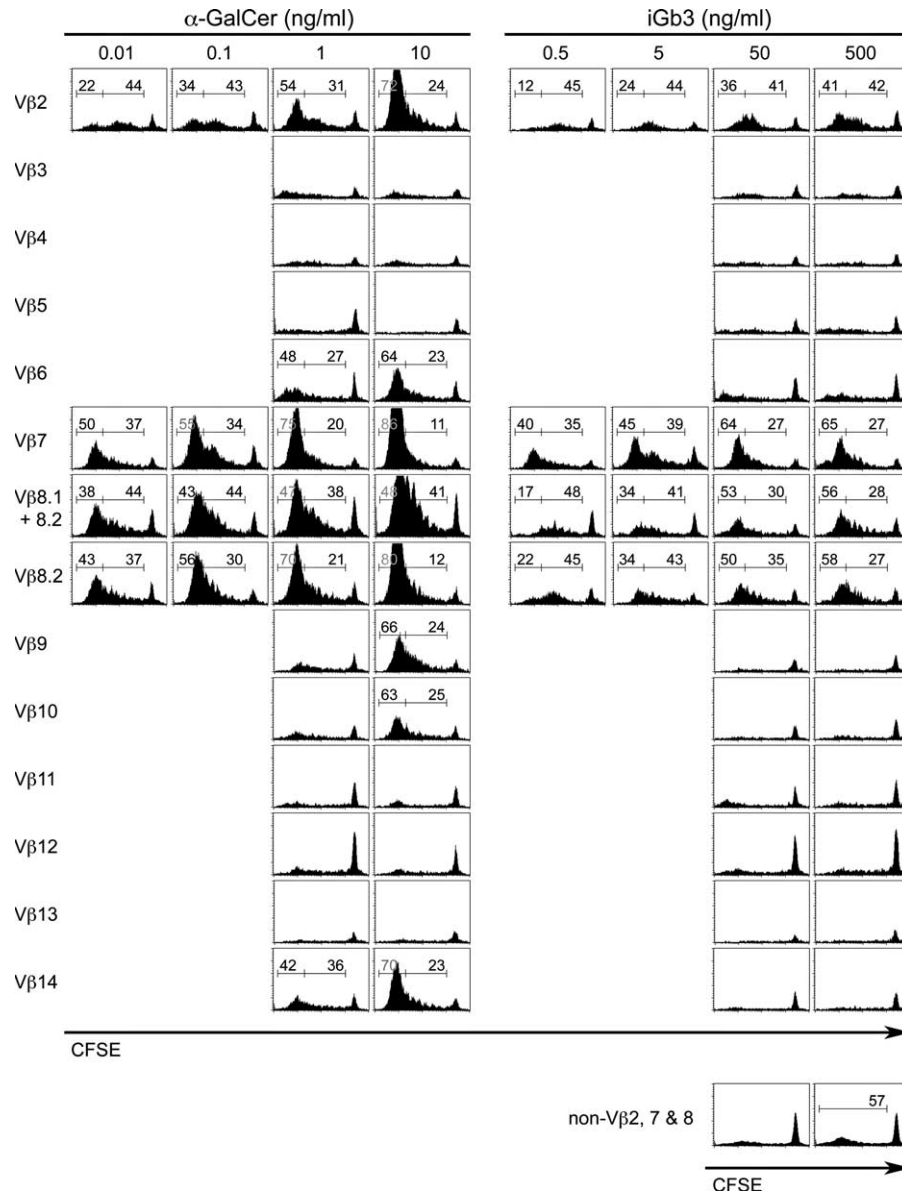 α-GalCer (ng/ml) iGb3 (ng/ml)
0.01 0.1 1 10 0.5 5 50 500
Vβ2 22 44 34 43 54 31 72 24 12 45 24 44 36 41 41 42
Vβ3
Vβ4
Vβ5
Vβ6 48 27 64 23
Vβ7 50 37 55 34 75 20 86 11 40 35 45 39 64 27 65 27
Vβ8.1
+ 8.2 38 44 43 44 47 38 48 41 17 48 34 41 53 30 56 28
Vβ8.2 43 37 56 30 70 21 80 12 22 45 34 43 50 35 58 27
Vβ9 66 24
Vβ10 63 25
Vβ11
Vβ12
Vβ13
Vβ14 42 36 70 23
CFSE
non-Vβ2, 7 & 8 57
CFSE